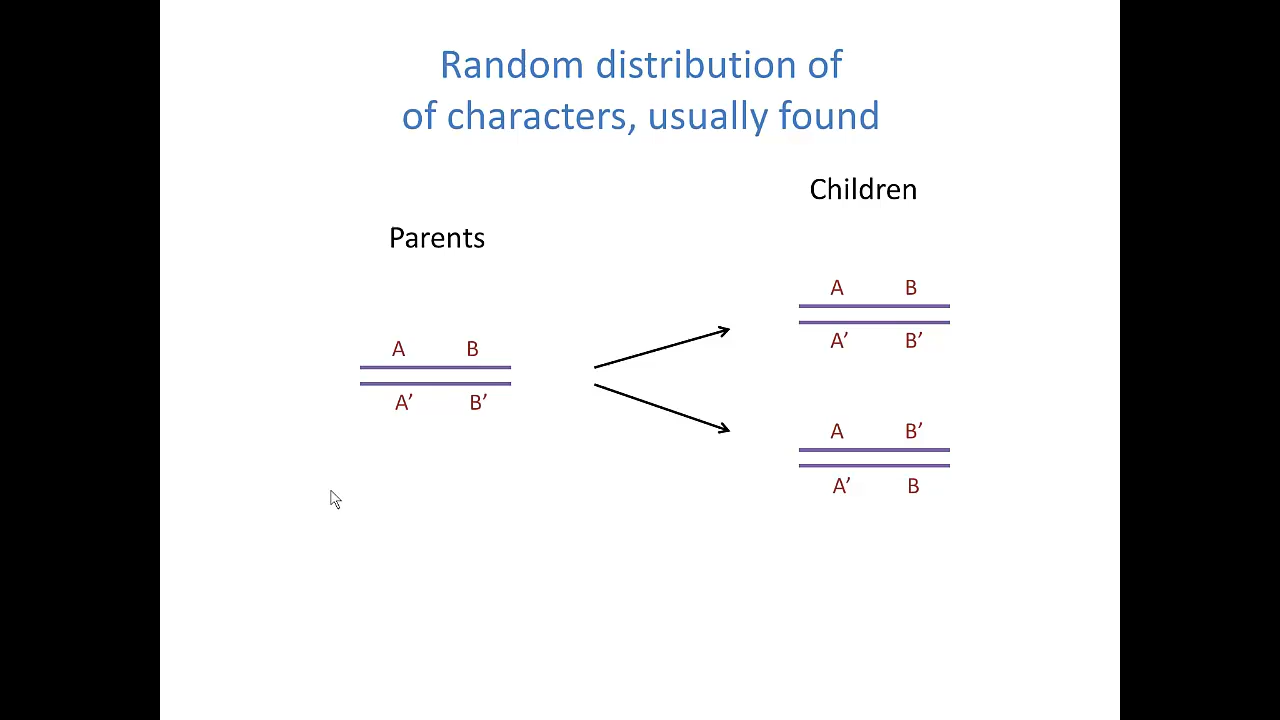 Random distribution of
of characters, usually found
Children
Parents
A B
A’ B’
A B
A’ B’
A B’
A’ B